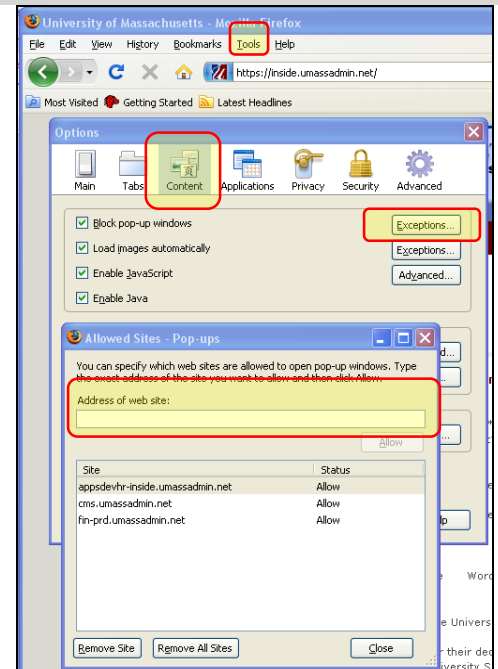 University of Massachusetts - Mozilla Firefox
File Edit View History Bookmarks Tools Help
https://inside.umassadmin.net/
Most Visited Getting Started Latest Headlines
Options
Main Tabs Content Applications Privacy Security Advanced
Block pop-up windows Exceptions...
Load images automatically Exceptions...
Enable JavaScript Advanced...
Enable Java
Allowed Sites - Pop-ups
You can specify which web sites are allowed to open pop-up windows. Type
the exact address of the site you want to allow and then click Allow.
Address of web site:
Allow
Site Status
appsdevhr-inside.umassadmin.net Allow
cms.umassadmin.net Allow
fin-prd.umassadmin.net Allow
Remove Site Remove All Sites Close